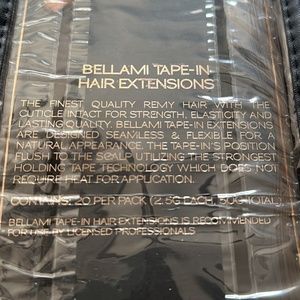 BELLAMI TAPE-IN
HAIR EXTENSIONS
THE FINEST QUALITY REMY HAIR WITH THE
CUTICLE INTACT FOR STRENGTH, ELASTICITY AND
LASTING QUALITY. BELLAMI TAPE-IN EXTENSIONS
ARE DESIGNED SEAMLESS & FLEXIBLE FOR A
NATURAL APPEARANCE. THE TAPE-IN'S POSITION
FLUSH TO THE SCALP UTILIZING THE STRONGEST
HOLDING TAPE TECHNOLOGY WHICH DOES NOT
REQUIRE HEAT FOR APPLICATION.
CONTAINS: 20 PER PACK (2.5G EACH, 50G TOTAL)
BELLAMI TAPE-IN HAIR EXTENSIONS IS RECOMMENDED
FOR USE BY LICENSED PROFESSIONALS